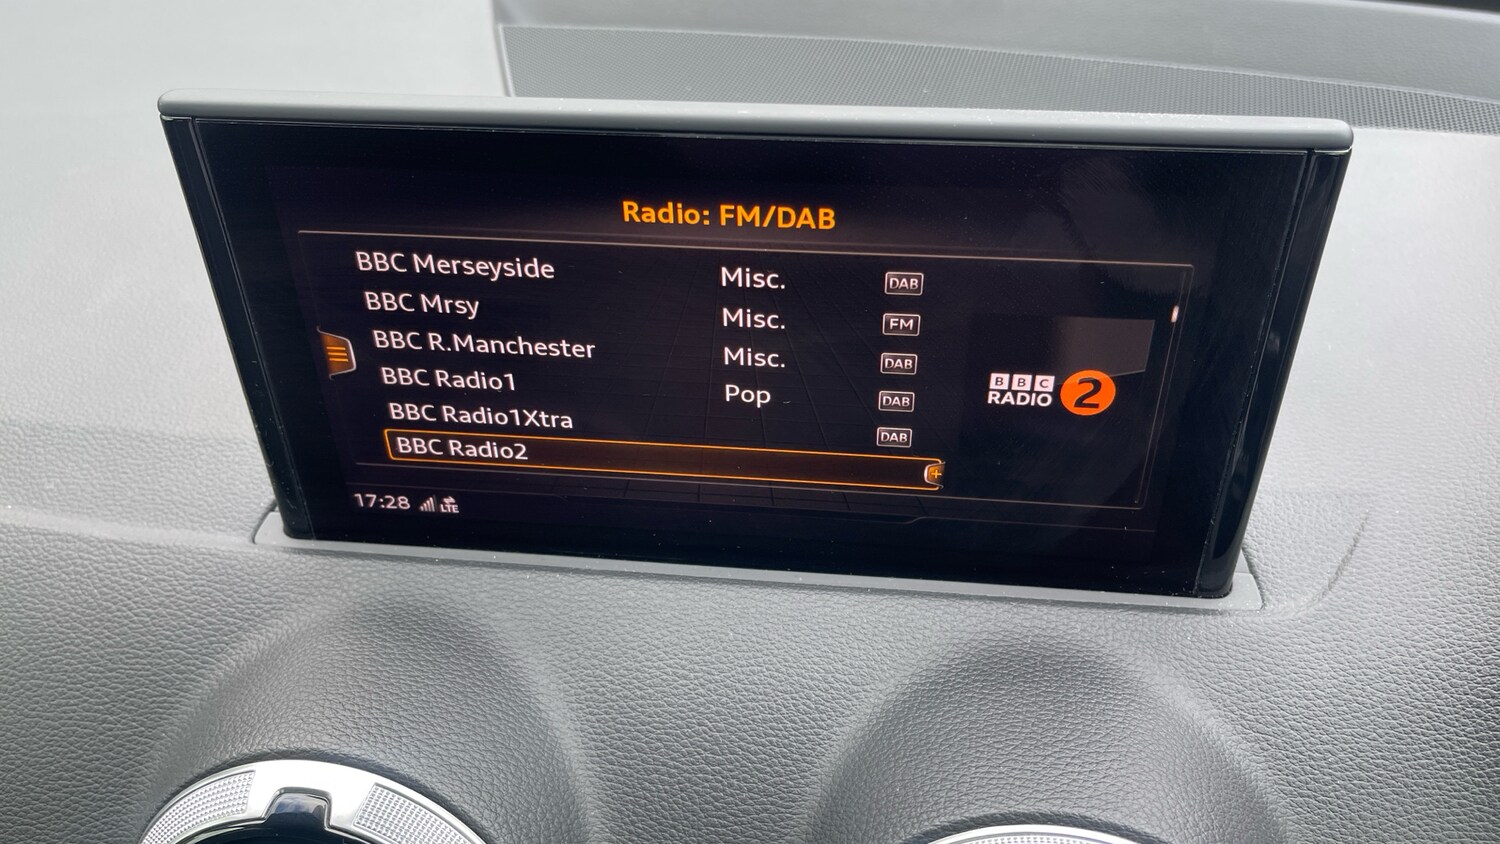 Radio: FM/DAB
BBC Merseyside Misc. DAB
BBC Mrsy Misc. FM
BBC R.Manchester Misc. DAB
BBC Radio1 Pop DAB
BBC Radio1Xtra DAB
BBC Radio2 +
BBC
RADIO 2
17:28 LTE